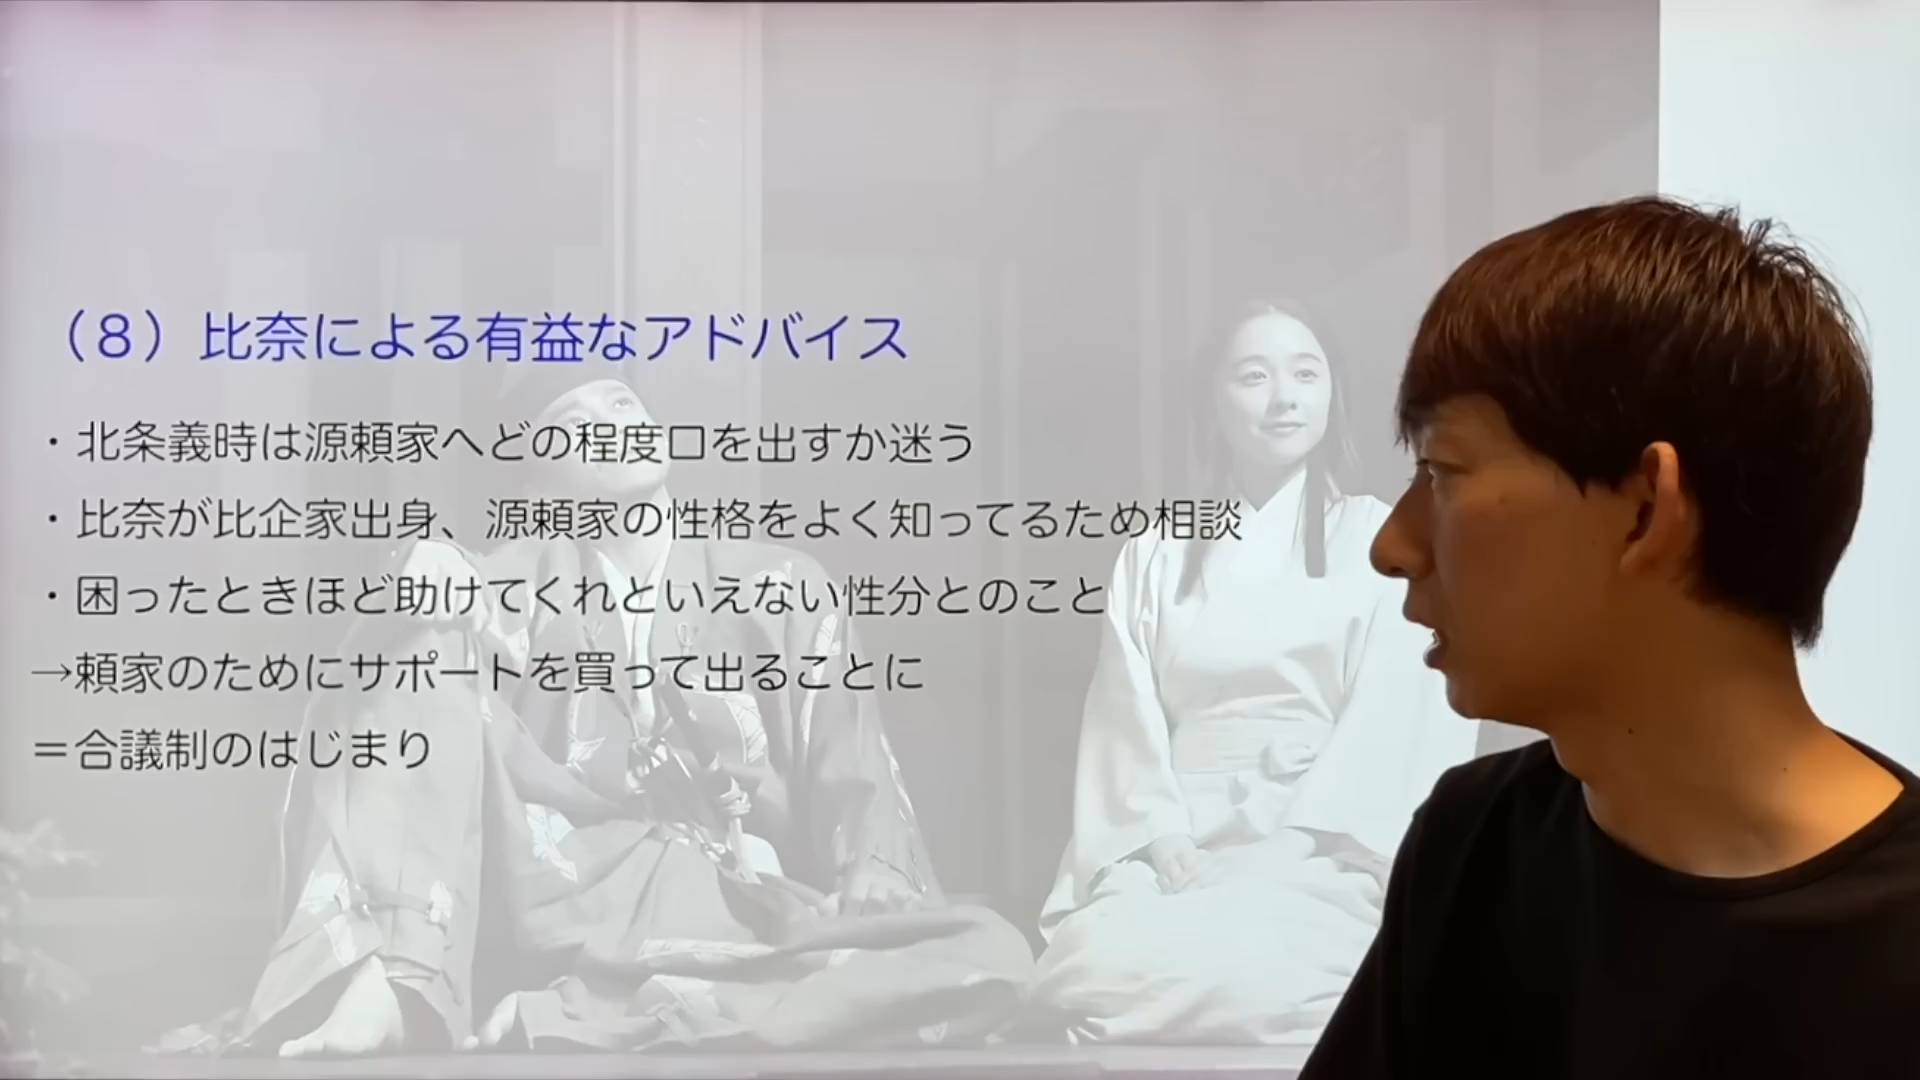 （８）比奈による有益なアドバイス
・北条義時は源頼家へどの程度口を出すか迷う
・比奈が比企家出身、源頼家の性格をよく知ってるため相談
・困ったときほど助けてくれといえない性分とのこと
→頼家のためにサポートを買って出ることに
＝合議制のはじまり